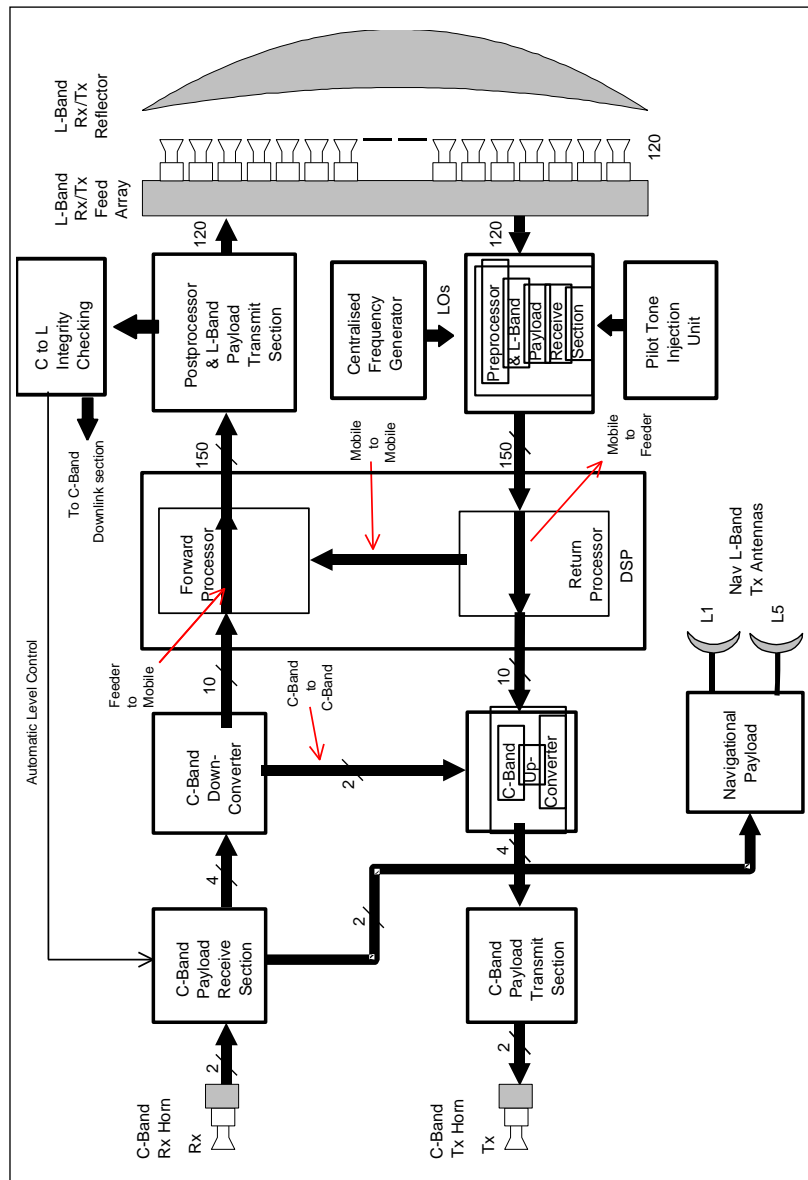 C-Band
Rx Horn
Rx
2
C-Band
Payload
Receive
Section
4
C-Band
Down-
Converter
10
Forward
Processor
150
Postprocessor
& L-Band
Payload
Transmit
Section
120
L-Band
Rx/Tx
Feed
Array
L-Band
Rx/Tx
Reflector
120
Automatic Level Control
C to L
Integrity
Checking
To C-Band
Downlink section
Feeder
to
Mobile
C-Band
to
C-Band
2
Mobile
to
Mobile
Centralised
Frequency
Generator
LOs
C-Band
Tx Horn
Tx
2
C-Band
Payload
Transmit
Section
4
C-Band
Up-
Converter
10
Return
Processor
DSP
150
Preprocessor
& L-Band
Payload
Receive
Section
120
Mobile
to
Feeder
Pilot Tone
Injection
Unit
2
Navigational
Payload
L1
L5
Nav L-Band
Tx Antennas